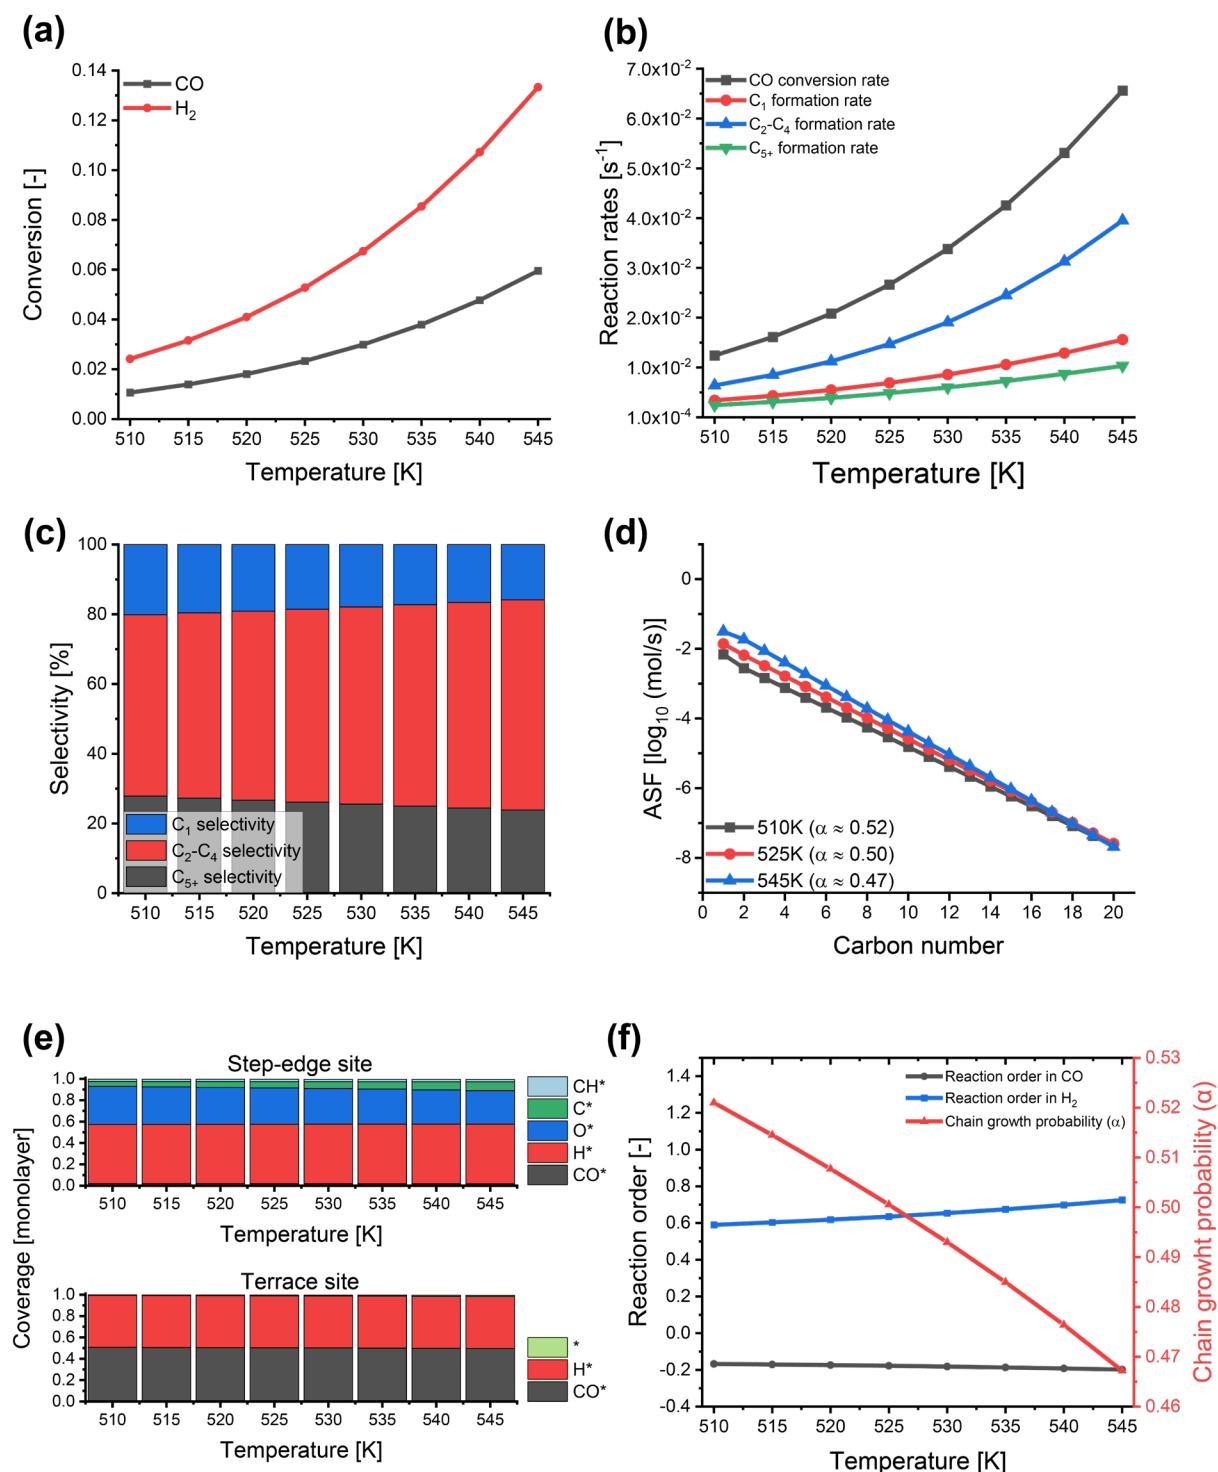 (a)
0.14
0.12
0.10
0.08
0.06
0.04
0.02
0.00
Conversion [-]
CO
H2
510 515 520 525 530 535 540 545
Temperature [K]
(b)
7.0x10-2
6.0x10-2
5.0x10-2
4.0x10-2
3.0x10-2
2.0x10-2
1.0x10-2
1.0x10-4
Reaction rates [s-1]
CO conversion rate
C1 formation rate
C2-C4 formation rate
C5+ formation rate
510 515 520 525 530 535 540 545
Temperature [K]
(c)
100
80
60
40
20
0
Selectivity [%]
C1 selectivity
C2-C4 selectivity
C5+ selectivity
510 515 520 525 530 535 540 545
Temperature [K]
(d)
0
-2
-4
-6
-8
ASF [log10 (mol/s)]
510K (α ≈ 0.52)
525K (α ≈ 0.50)
545K (α ≈ 0.47)
0 2 4 6 8 10 12 14 16 18 20
Carbon number
(e)
Coverage [monolayer]
Step-edge site
1.0
0.8
0.6
0.4
0.2
0.0
CH*
C*
O*
H*
CO*
510 515 520 525 530 535 540 545
Temperature [K]
Terrace site
1.0
0.8
0.6
0.4
0.2
0.0
*
H*
CO*
510 515 520 525 530 535 540 545
Temperature [K]
(f)
1.4
1.2
1.0
0.8
0.6
0.4
0.2
0.0
-0.2
-0.4
Reaction order [-]
Reaction order in CO
Reaction order in H2
Chain growth probability (α)
0.53
0.52
0.51
0.50
0.49
0.48
0.47
0.46
Chain growht probability (α)
510 515 520 525 530 535 540 545
Temperature [K]